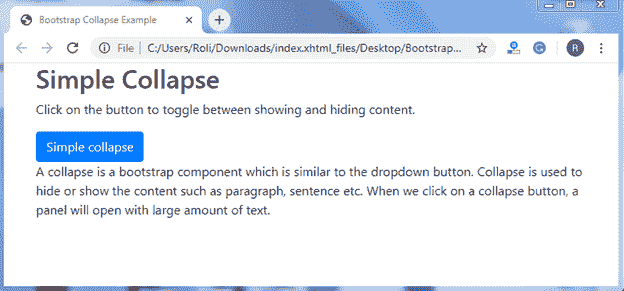 Bootstrap Collapse Example
File | C:/Users/Roli/Downloads/index.xhtml_files/Desktop/Bootstrap...
R
Simple Collapse
Click on the button to toggle between showing and hiding content.
Simple collapse
A collapse is a bootstrap component which is similar to the dropdown button. Collapse is used to
hide or show the content such as paragraph, sentence etc. When we click on a collapse button, a
panel will open with large amount of text.